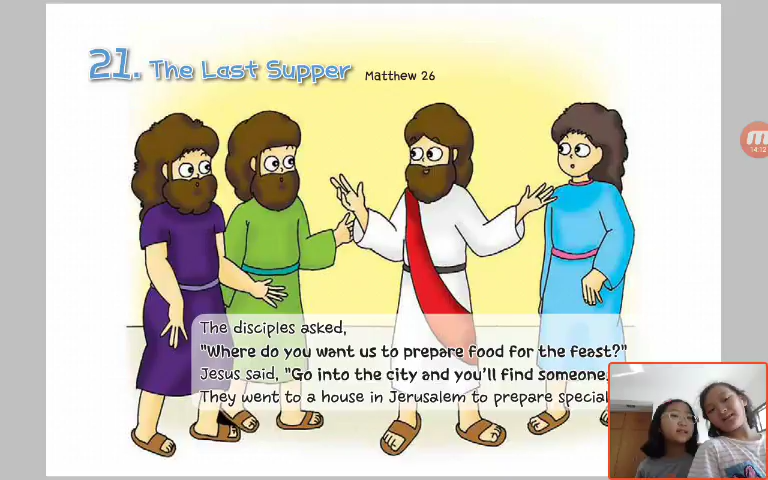 21. The Last Supper Matthew 26
The disciples asked,
"Where do you want us to prepare food for the feast?"
Jesus said, "Go into the city and you'll find someone.
They went to a house in Jerusalem to prepare special
14:12